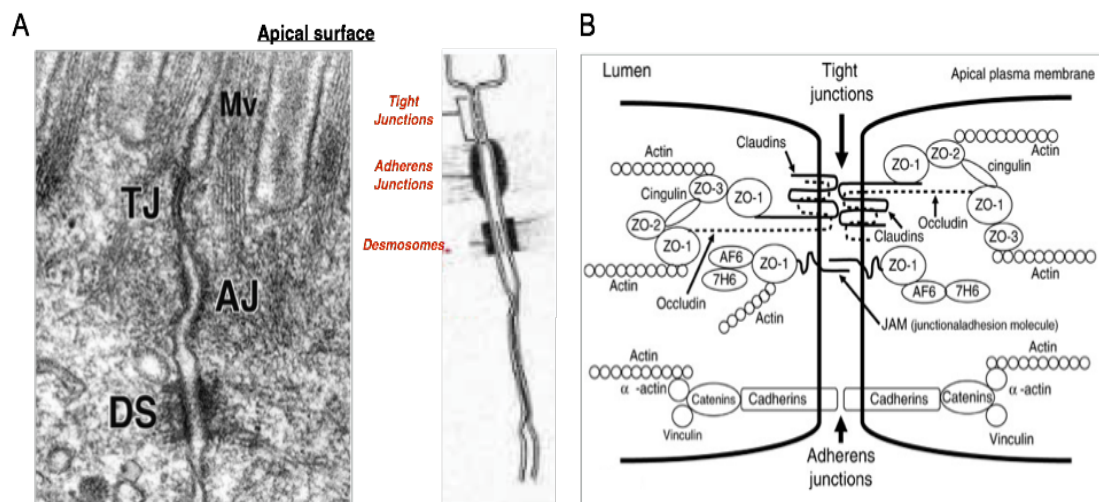 A
Apical surface
Mv
TJ
AJ
DS
Tight
Junctions
Adherens
Junctions
Desmosomes
B
Lumen
Tight
junctions
Apical plasma membrane
Claudins
Actin
Cingulin
ZO-3
ZO-1
ZO-2
ZO-1
Actin
Occludin
AF6
7H6
ZO-1
Actin
ZO-1
ZO-2
Actin
cingulin
ZO-1
Occludin
Claudins
ZO-3
Actin
ZO-1
AF6
7H6
JAM (junctionaladhesion molecule)
Actin
α -actin
Catenins
Cadherins
Vinculin
Cadherins
Catenins
Actin
α -actin
Vinculin
Adherens
junctions